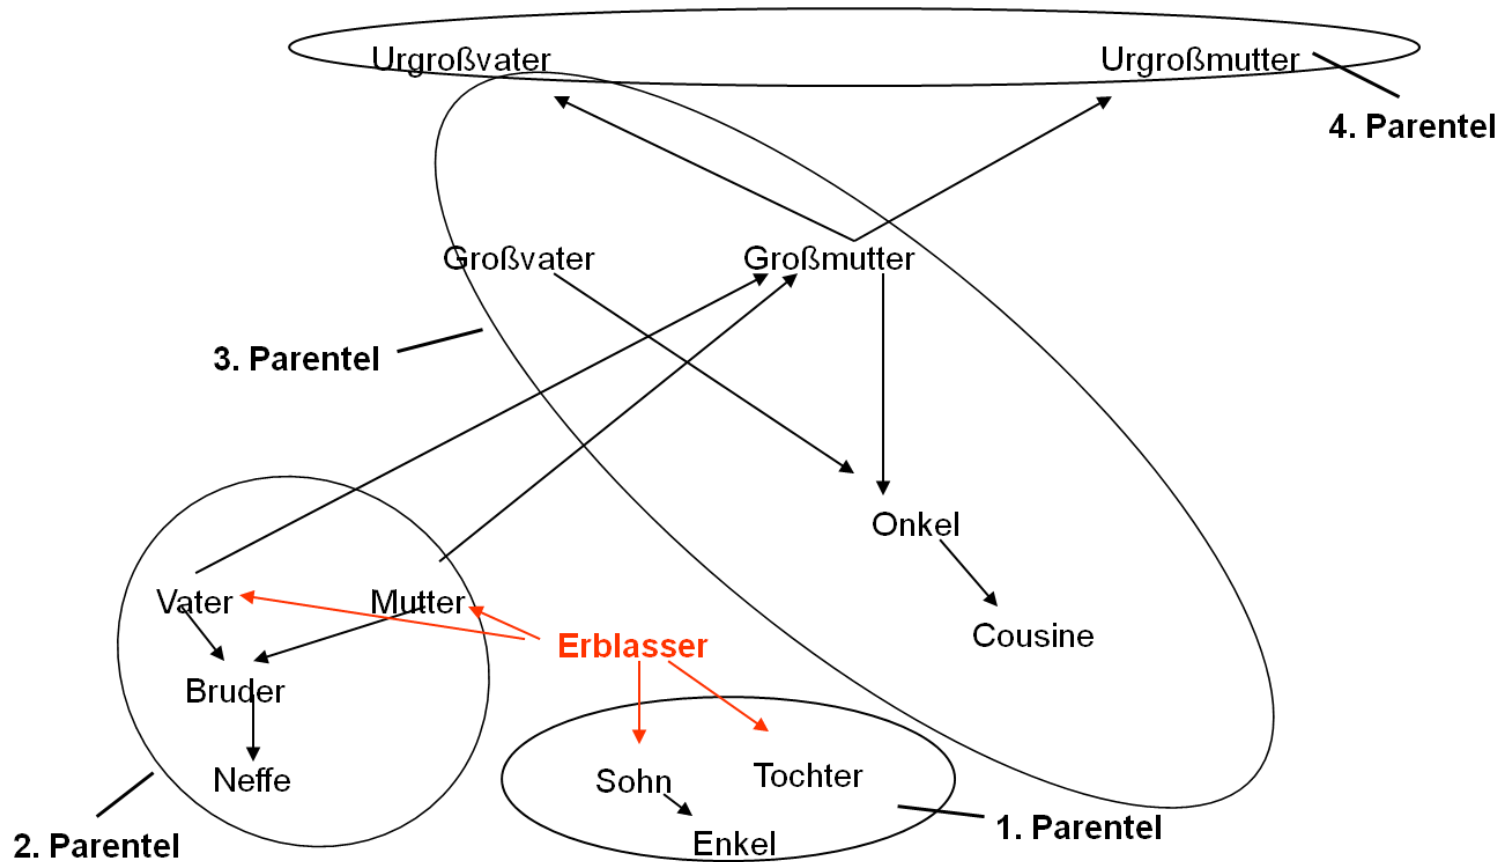 Urgroßvater
Urgroßmutter
4. Parentel
Großvater
Großmutter
3. Parentel
Onkel
Vater
Mutter
Cousine
Erblasser
Bruder
Neffe
Sohn
Tochter
1. Parentel
Enkel
2. Parentel